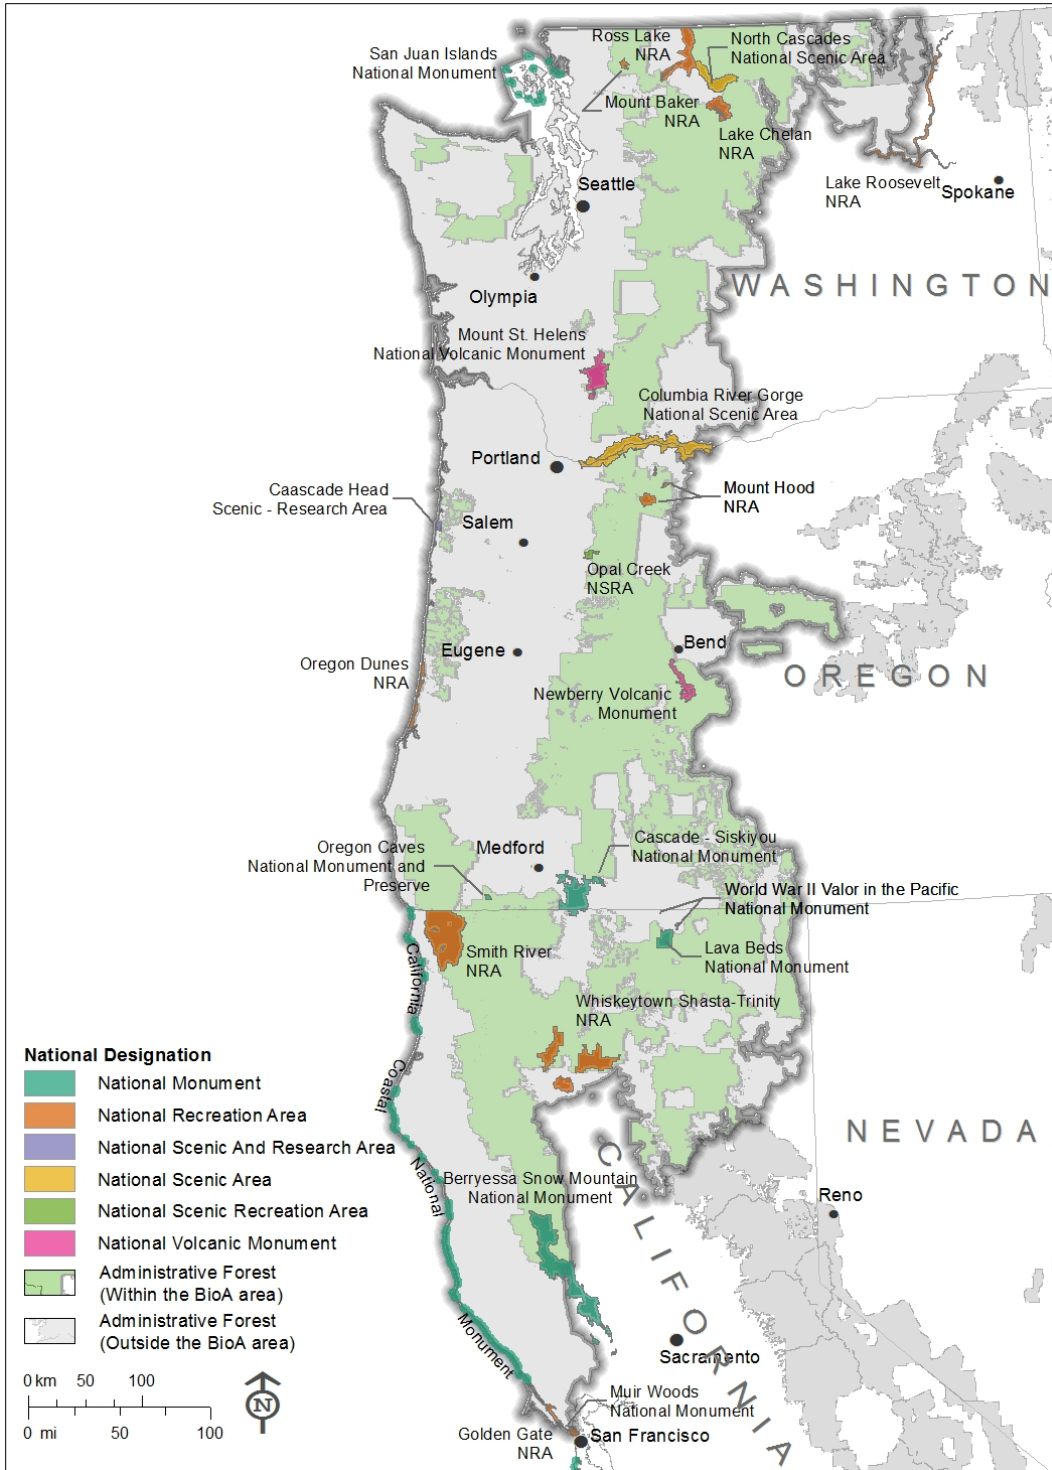 Ross Lake
NRA
North Cascades
National Scenic Area
San Juan Islands
National Monument
Mount Baker
NRA
Lake Chelan
NRA
Seattle
Lake Roosevelt
NRA
Spokane
WASHINGTON
Olympia
Mount St. Helens
National Volcanic Monument
Columbia River Gorge
National Scenic Area
Portland
Caascade Head
Scenic - Research Area
Mount Hood
NRA
Salem
Opal Creek
NSRA
Eugene
Bend
Oregon Dunes
NRA
OREGON
Newberry Volcanic
Monument
Oregon Caves
National Monument and
Preserve
Medford
Cascade - Siskiyou
National Monument
World War II Valor in the Pacific
National Monument
Smith River
NRA
Lava Beds
National Monument
Whiskeytown Shasta-Trinity
NRA
California Coastal National Monument
NEVADA
CALIFORNIA
Berryessa Snow Mountain
National Monument
Reno
Sacramento
Muir Woods
National Monument
Golden Gate
NRA
San Francisco
National Designation
National Monument
National Recreation Area
National Scenic And Research Area
National Scenic Area
National Scenic Recreation Area
National Volcanic Monument
Administrative Forest
(Within the BioA area)
Administrative Forest
(Outside the BioA area)
0 km 50 100
0 mi 50 100
N